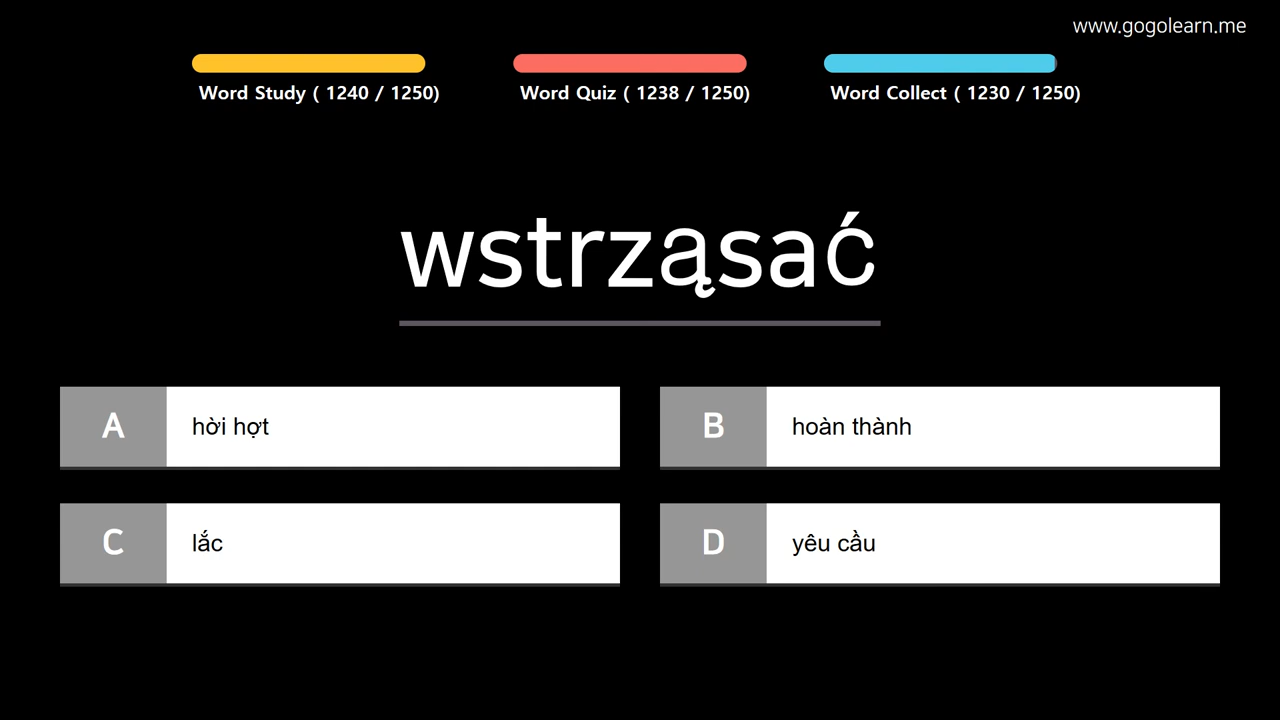 www.gogolearn.me
Word Study ( 1240 / 1250)
Word Quiz ( 1238 / 1250)
Word Collect ( 1230 / 1250)
wstrząsać
A hời hợt
B hoàn thành
C lắc
D yêu cầu